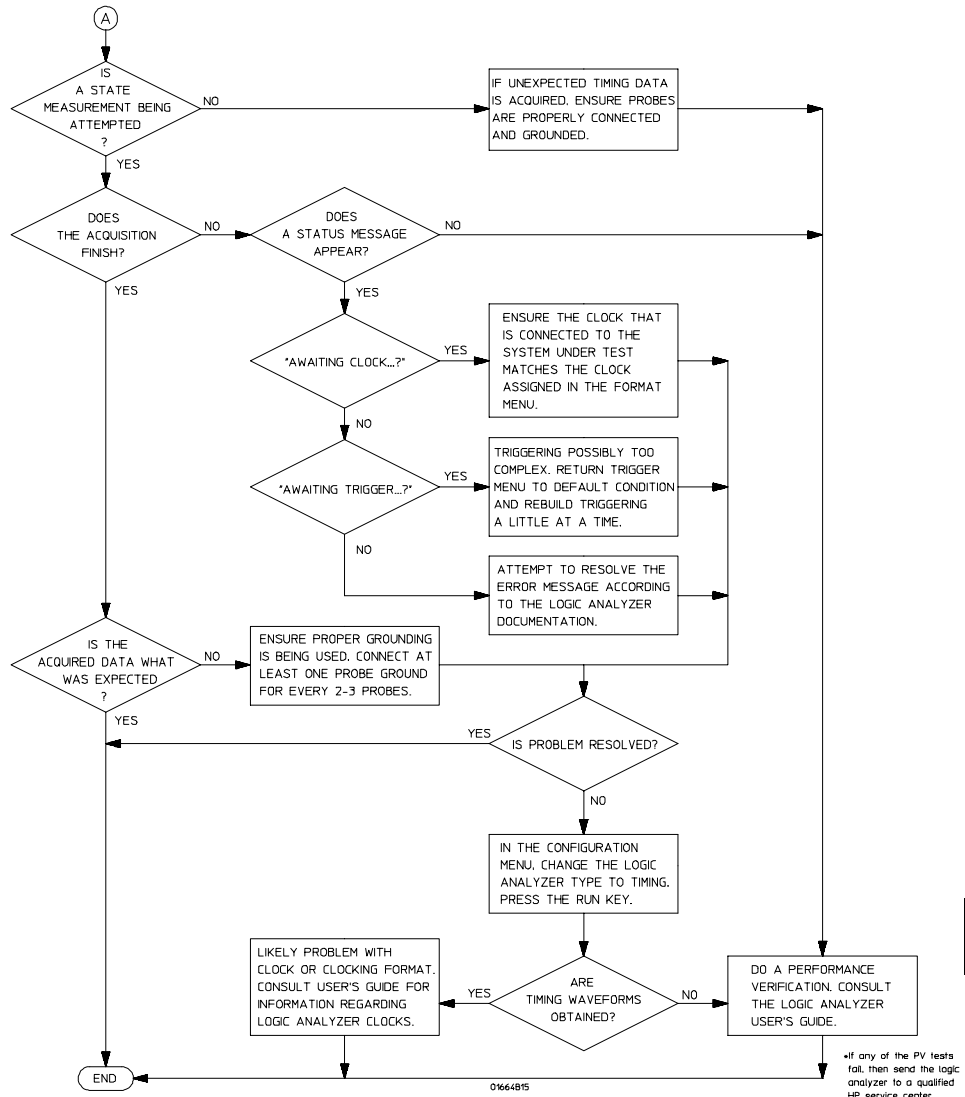 A
IS
A STATE
MEASUREMENT BEING
ATTEMPTED
?
NO
IF UNEXPECTED TIMING DATA
IS ACQUIRED, ENSURE PROBES
ARE PROPERLY CONNECTED
AND GROUNDED.
YES
DOES
THE ACQUISITION
FINISH?
NO
DOES
A STATUS MESSAGE
APPEAR?
NO
YES
YES
"AWAITING CLOCK...?"
YES
ENSURE THE CLOCK THAT
IS CONNECTED TO THE
SYSTEM UNDER TEST
MATCHES THE CLOCK
ASSIGNED IN THE FORMAT
MENU.
NO
"AWAITING TRIGGER...?"
YES
TRIGGERING POSSIBLY TOO
COMPLEX. RETURN TRIGGER
MENU TO DEFAULT CONDITION
AND REBUILD TRIGGERING
A LITTLE AT A TIME.
NO
ATTEMPT TO RESOLVE THE
ERROR MESSAGE ACCORDING
TO THE LOGIC ANALYZER
DOCUMENTATION.
IS THE
ACQUIRED DATA WHAT
WAS EXPECTED
?
NO
ENSURE PROPER GROUNDING
IS BEING USED. CONNECT AT
LEAST ONE PROBE GROUND
FOR EVERY 2-3 PROBES.
YES
IS PROBLEM RESOLVED?
YES
NO
IN THE CONFIGURATION
MENU, CHANGE THE LOGIC
ANALYZER TYPE TO TIMING.
PRESS THE RUN KEY.
ARE
TIMING WAVEFORMS
OBTAINED?
YES
LIKELY PROBLEM WITH
CLOCK OR CLOCKING FORMAT.
CONSULT USER'S GUIDE FOR
INFORMATION REGARDING
LOGIC ANALYZER CLOCKS.
NO
DO A PERFORMANCE
VERIFICATION. CONSULT
THE LOGIC ANALYZER
USER'S GUIDE.
END
01664B15
*If any of the PV tests
fail, then send the logic
analyzer to a qualified
HP service center